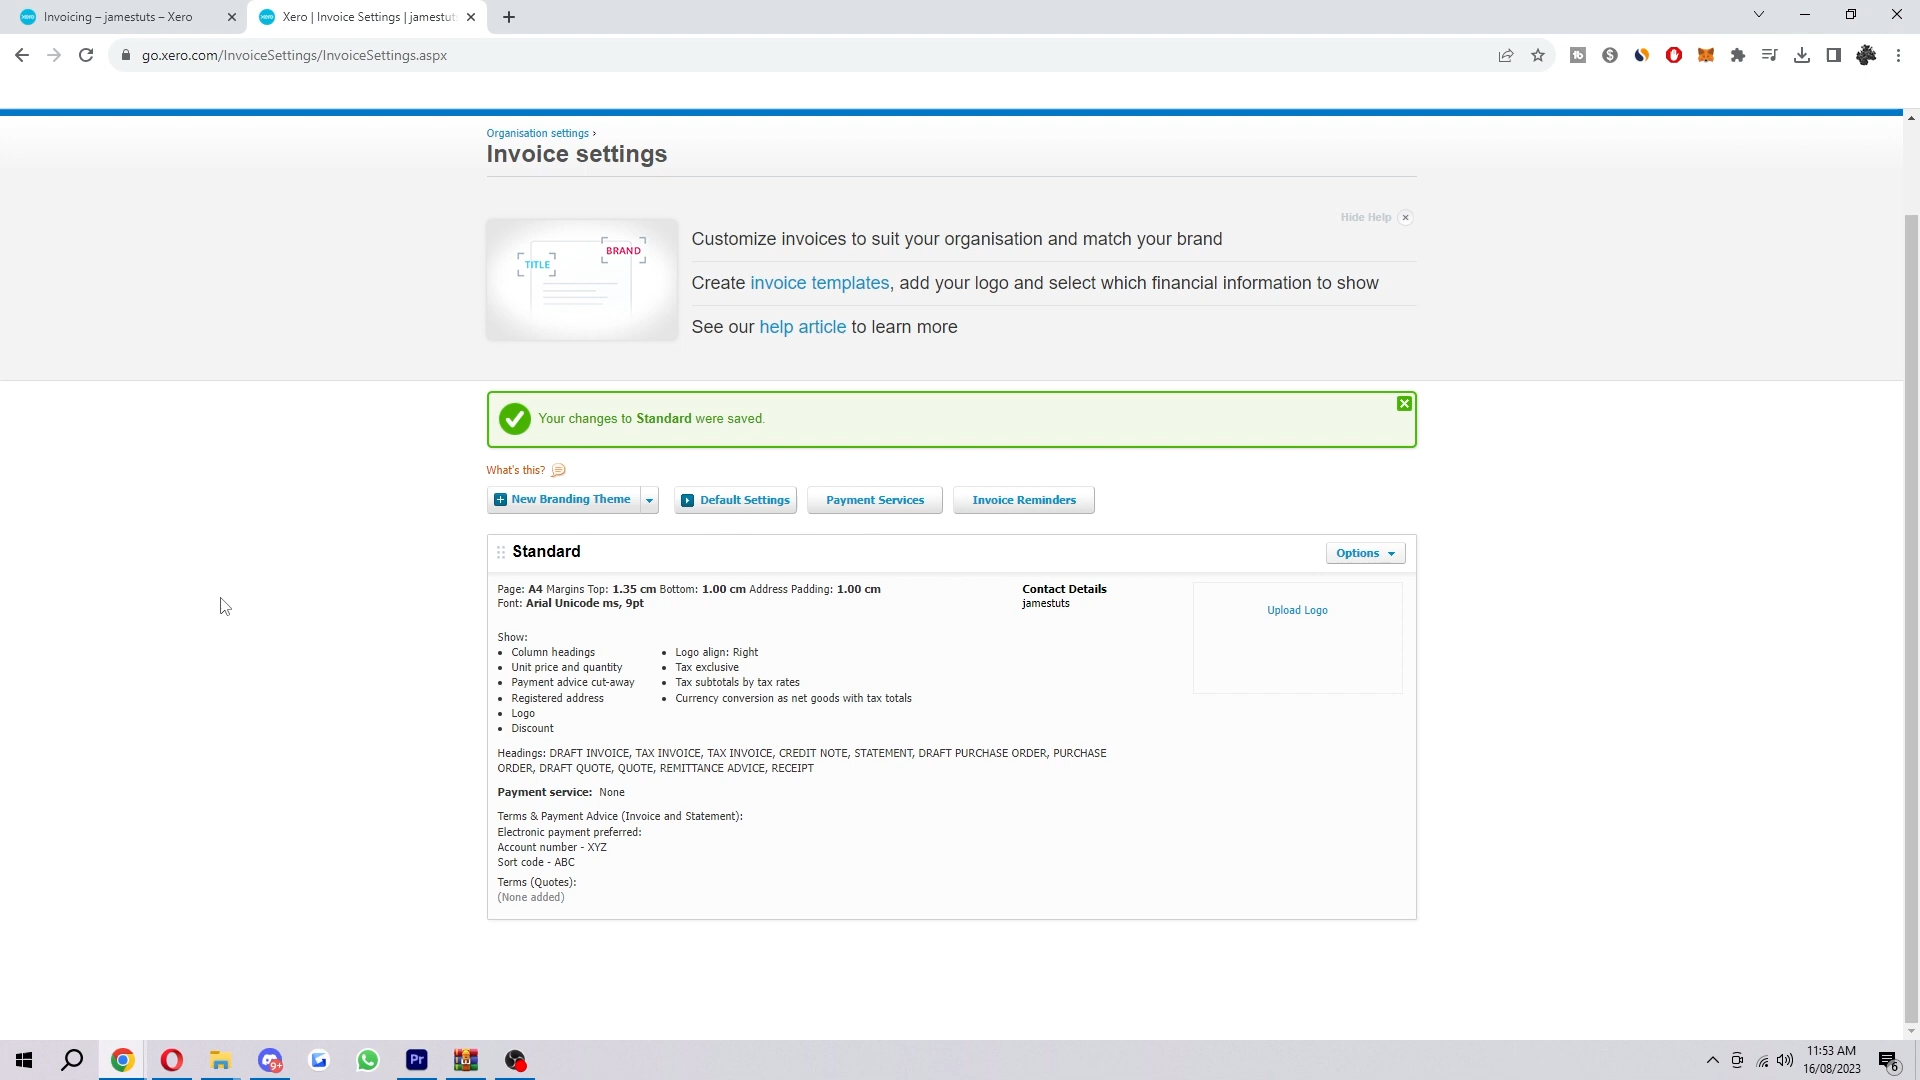 Invoicing – jamestuts – Xero
Xero | Invoice Settings | jamestuts
go.xero.com/InvoiceSettings/InvoiceSettings.aspx
Organisation settings ›
Invoice settings
Hide Help
TITLE
BRAND
Customize invoices to suit your organisation and match your brand
Create invoice templates, add your logo and select which financial information to show
See our help article to learn more
Your changes to Standard were saved.
What's this?
New Branding Theme
Default Settings
Payment Services
Invoice Reminders
Standard
Options
Page: A4 Margins Top: 1.35 cm Bottom: 1.00 cm Address Padding: 1.00 cm
Font: Arial Unicode ms, 9pt
Contact Details
jamestuts
Upload Logo
Show:
• Column headings
• Unit price and quantity
• Payment advice cut-away
• Registered address
• Logo
• Discount
• Logo align: Right
• Tax exclusive
• Tax subtotals by tax rates
• Currency conversion as net goods with tax totals
Headings: DRAFT INVOICE, TAX INVOICE, TAX INVOICE, CREDIT NOTE, STATEMENT, DRAFT PURCHASE ORDER, PURCHASE
ORDER, DRAFT QUOTE, QUOTE, REMITTANCE ADVICE, RECEIPT
Payment service: None
Terms & Payment Advice (Invoice and Statement):
Electronic payment preferred:
Account number - XYZ
Sort code - ABC
Terms (Quotes):
(None added)
9+
Pr
11:53 AM
16/08/2023
6